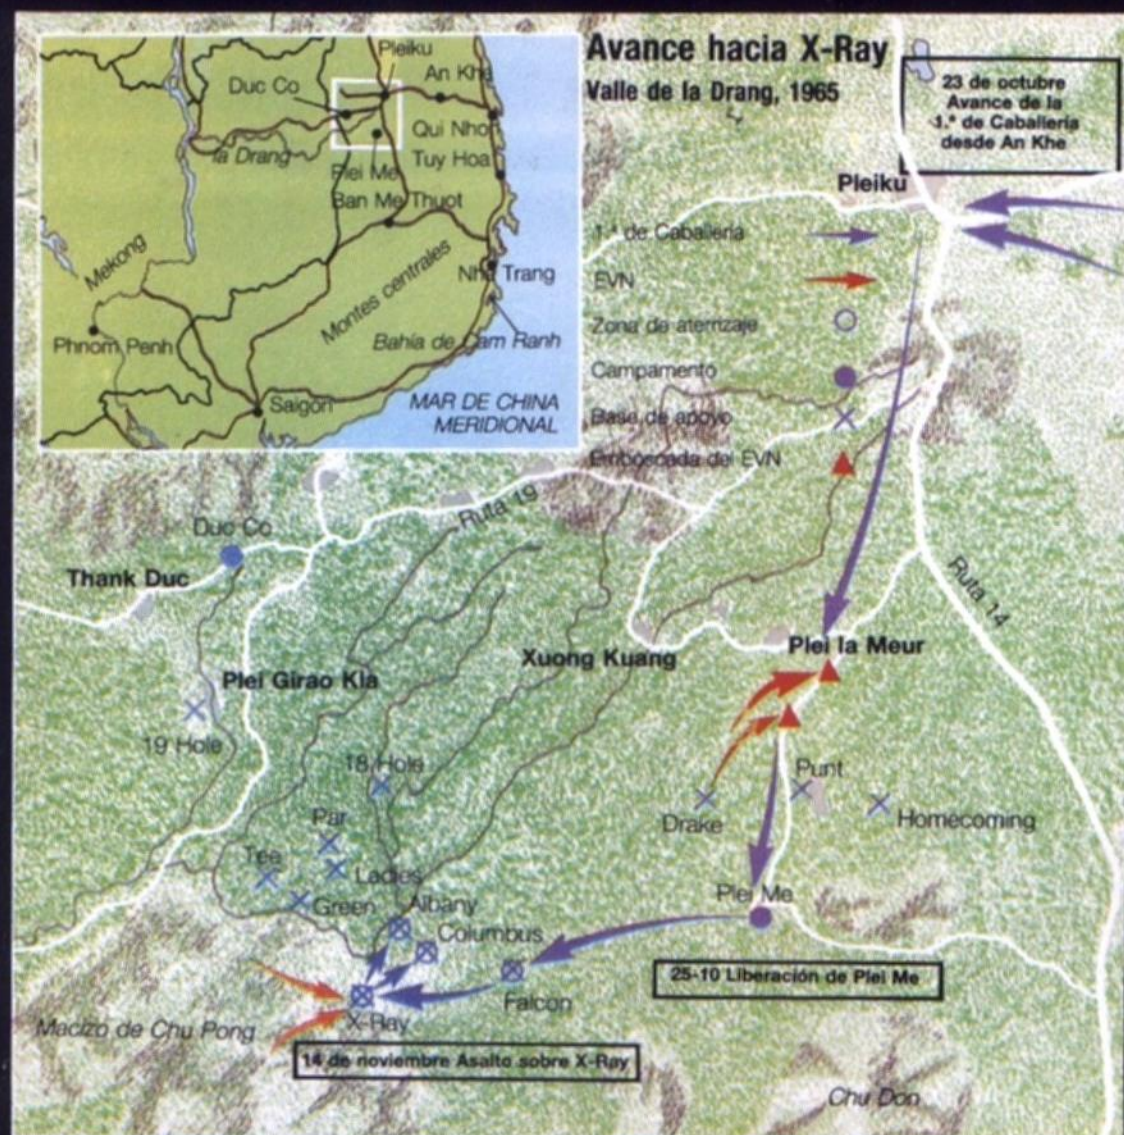 Avance hacia X-Ray
Valle de la Drang, 1965
23 de octubre
Avance de la
1.ª de Caballería
desde An Khe
Pleiku
Duc Co
An Khe
Qui Nhon
Ia Drang
Tuy Hoa
Plei Me
Ban Me Thuot
Mekong
Montes centrales
Nha Trang
Phnom Penh
Bahía de Cam Ranh
Saigón
MAR DE CHINA
MERIDIONAL
Pleiku
1.ª de Caballería
EVN
Zona de aterrizaje
Campamento
Base de apoyo
Emboscada del EVN
Ruta 19
Duc Co
Thank Duc
Ruta 14
Plei la Meur
Xuong Kuang
Plei Girao Kla
19 Hole
18 Hole
Punt
Drake
Homecoming
Par
Tee
Ladies
Green
Albany
Plei Me
Columbus
25-10 Liberación de Plei Me
Falcon
X-Ray
Macizo de Chu Pong
14 de noviembre Asalto sobre X-Ray
Chu Don